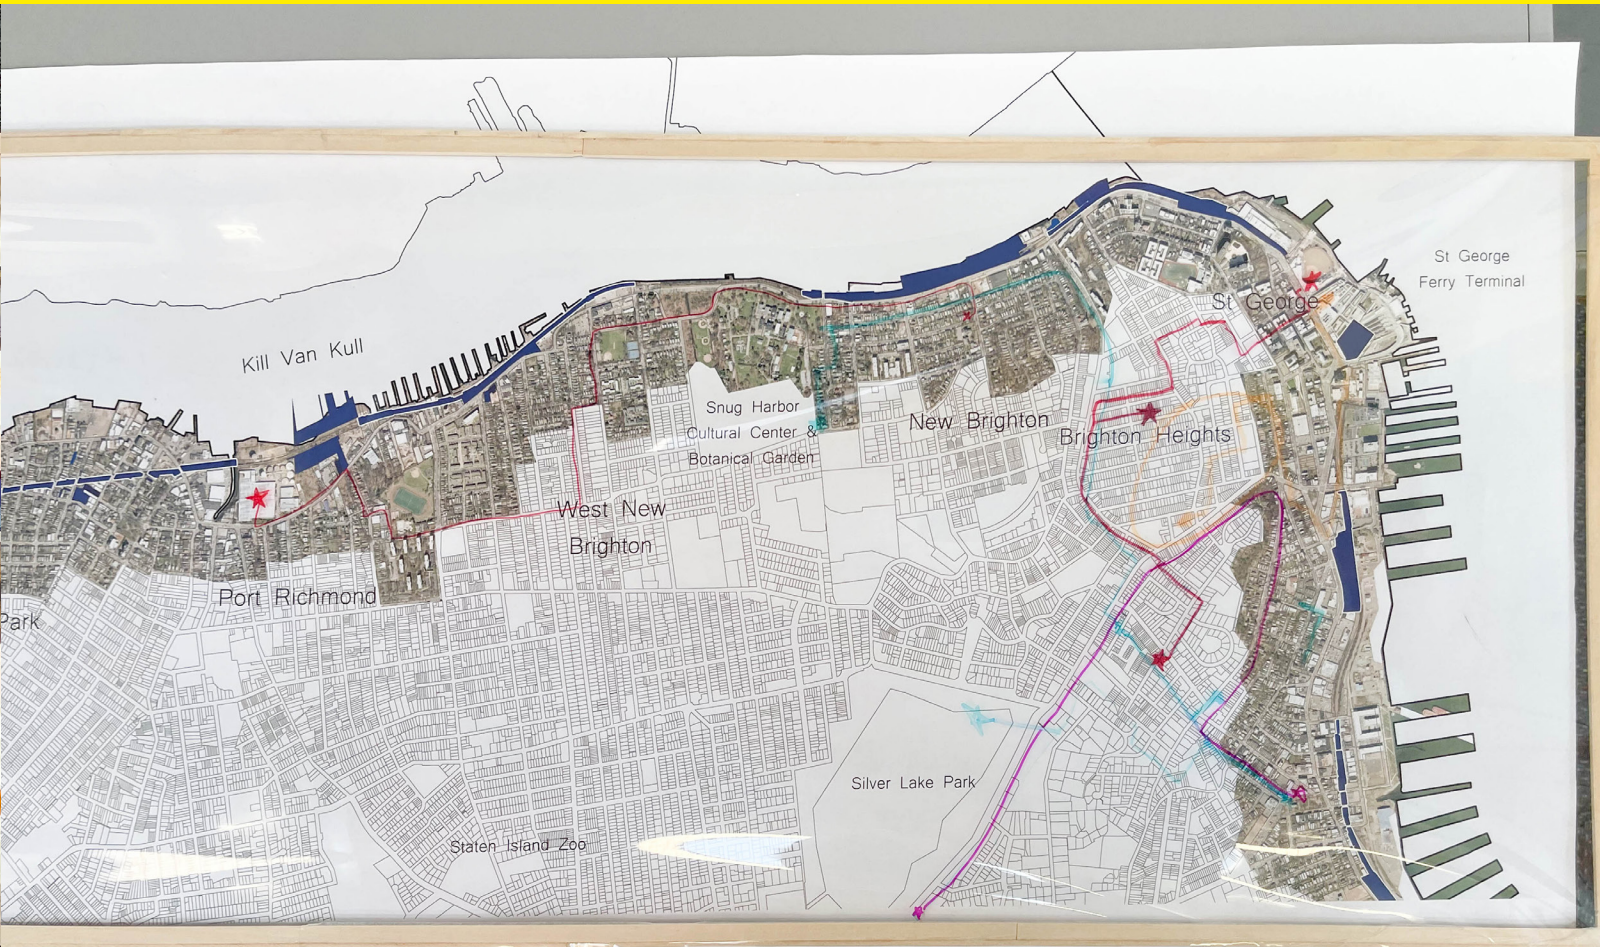 St George
Ferry Terminal
St George
Kill Van Kull
Snug Harbor
Cultural Center &
Botanical Garden
New Brighton
Brighton Heights
West New
Brighton
Port Richmond
Park
Silver Lake Park
Staten Island Zoo